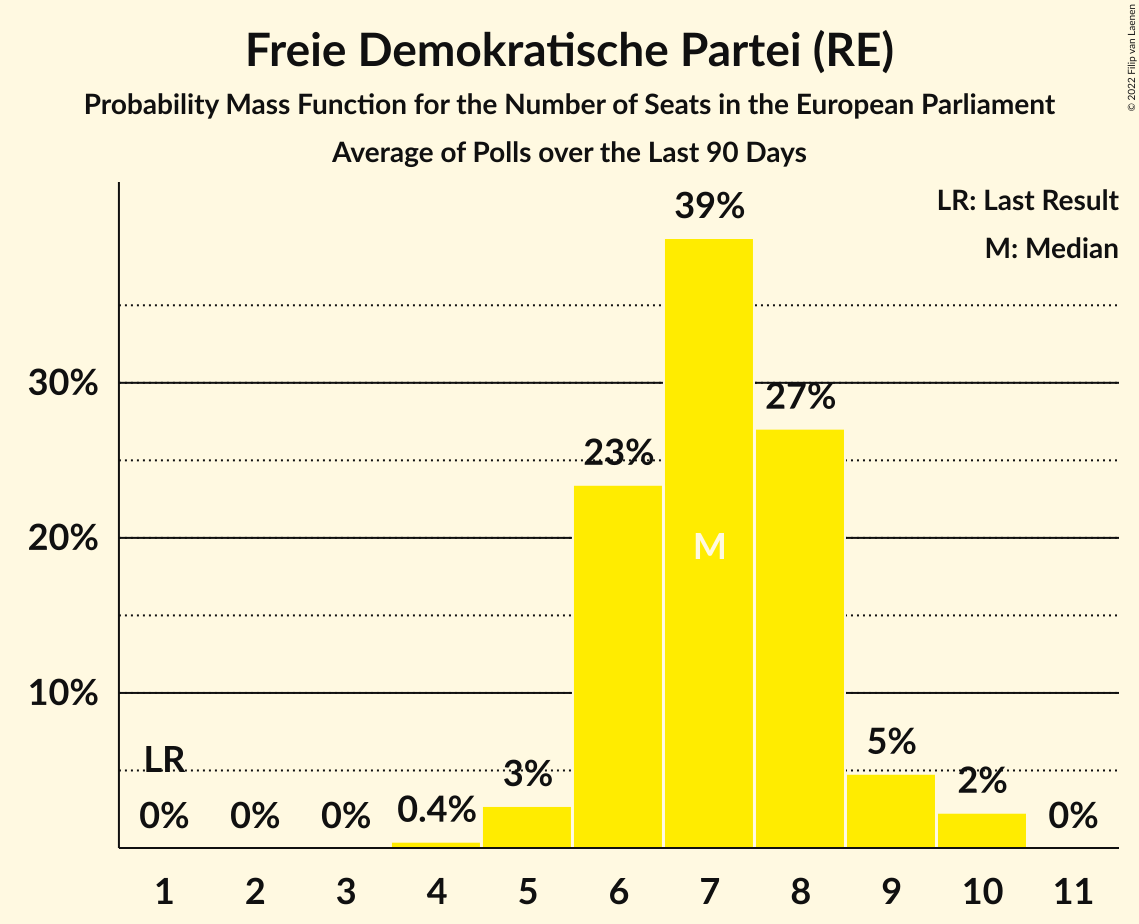 Freie Demokratische Partei (RE)
Probability Mass Function for the Number of Seats in the European Parliament
Average of Polls over the Last 90 Days
© 2022 Filip van Laenen
LR: Last Result
M: Median
39%
30%
27%
23%
20%
M
10%
LR
5%
3%
2%
0%
0%
0%
0.4%
0%
1 2 3 4 5 6 7 8 9 10 11